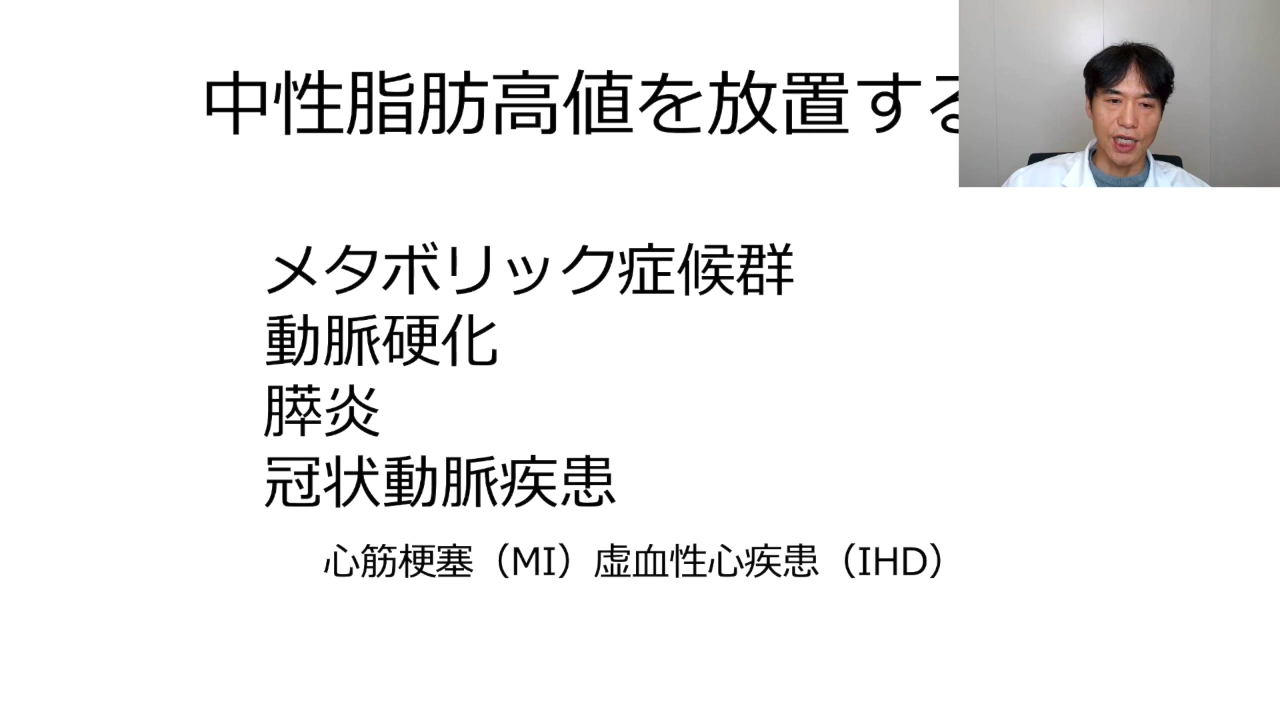 中性脂肪高値を放置する
メタボリック症候群
動脈硬化
膵炎
冠状動脈疾患
心筋梗塞（MI）虚血性心疾患（IHD）